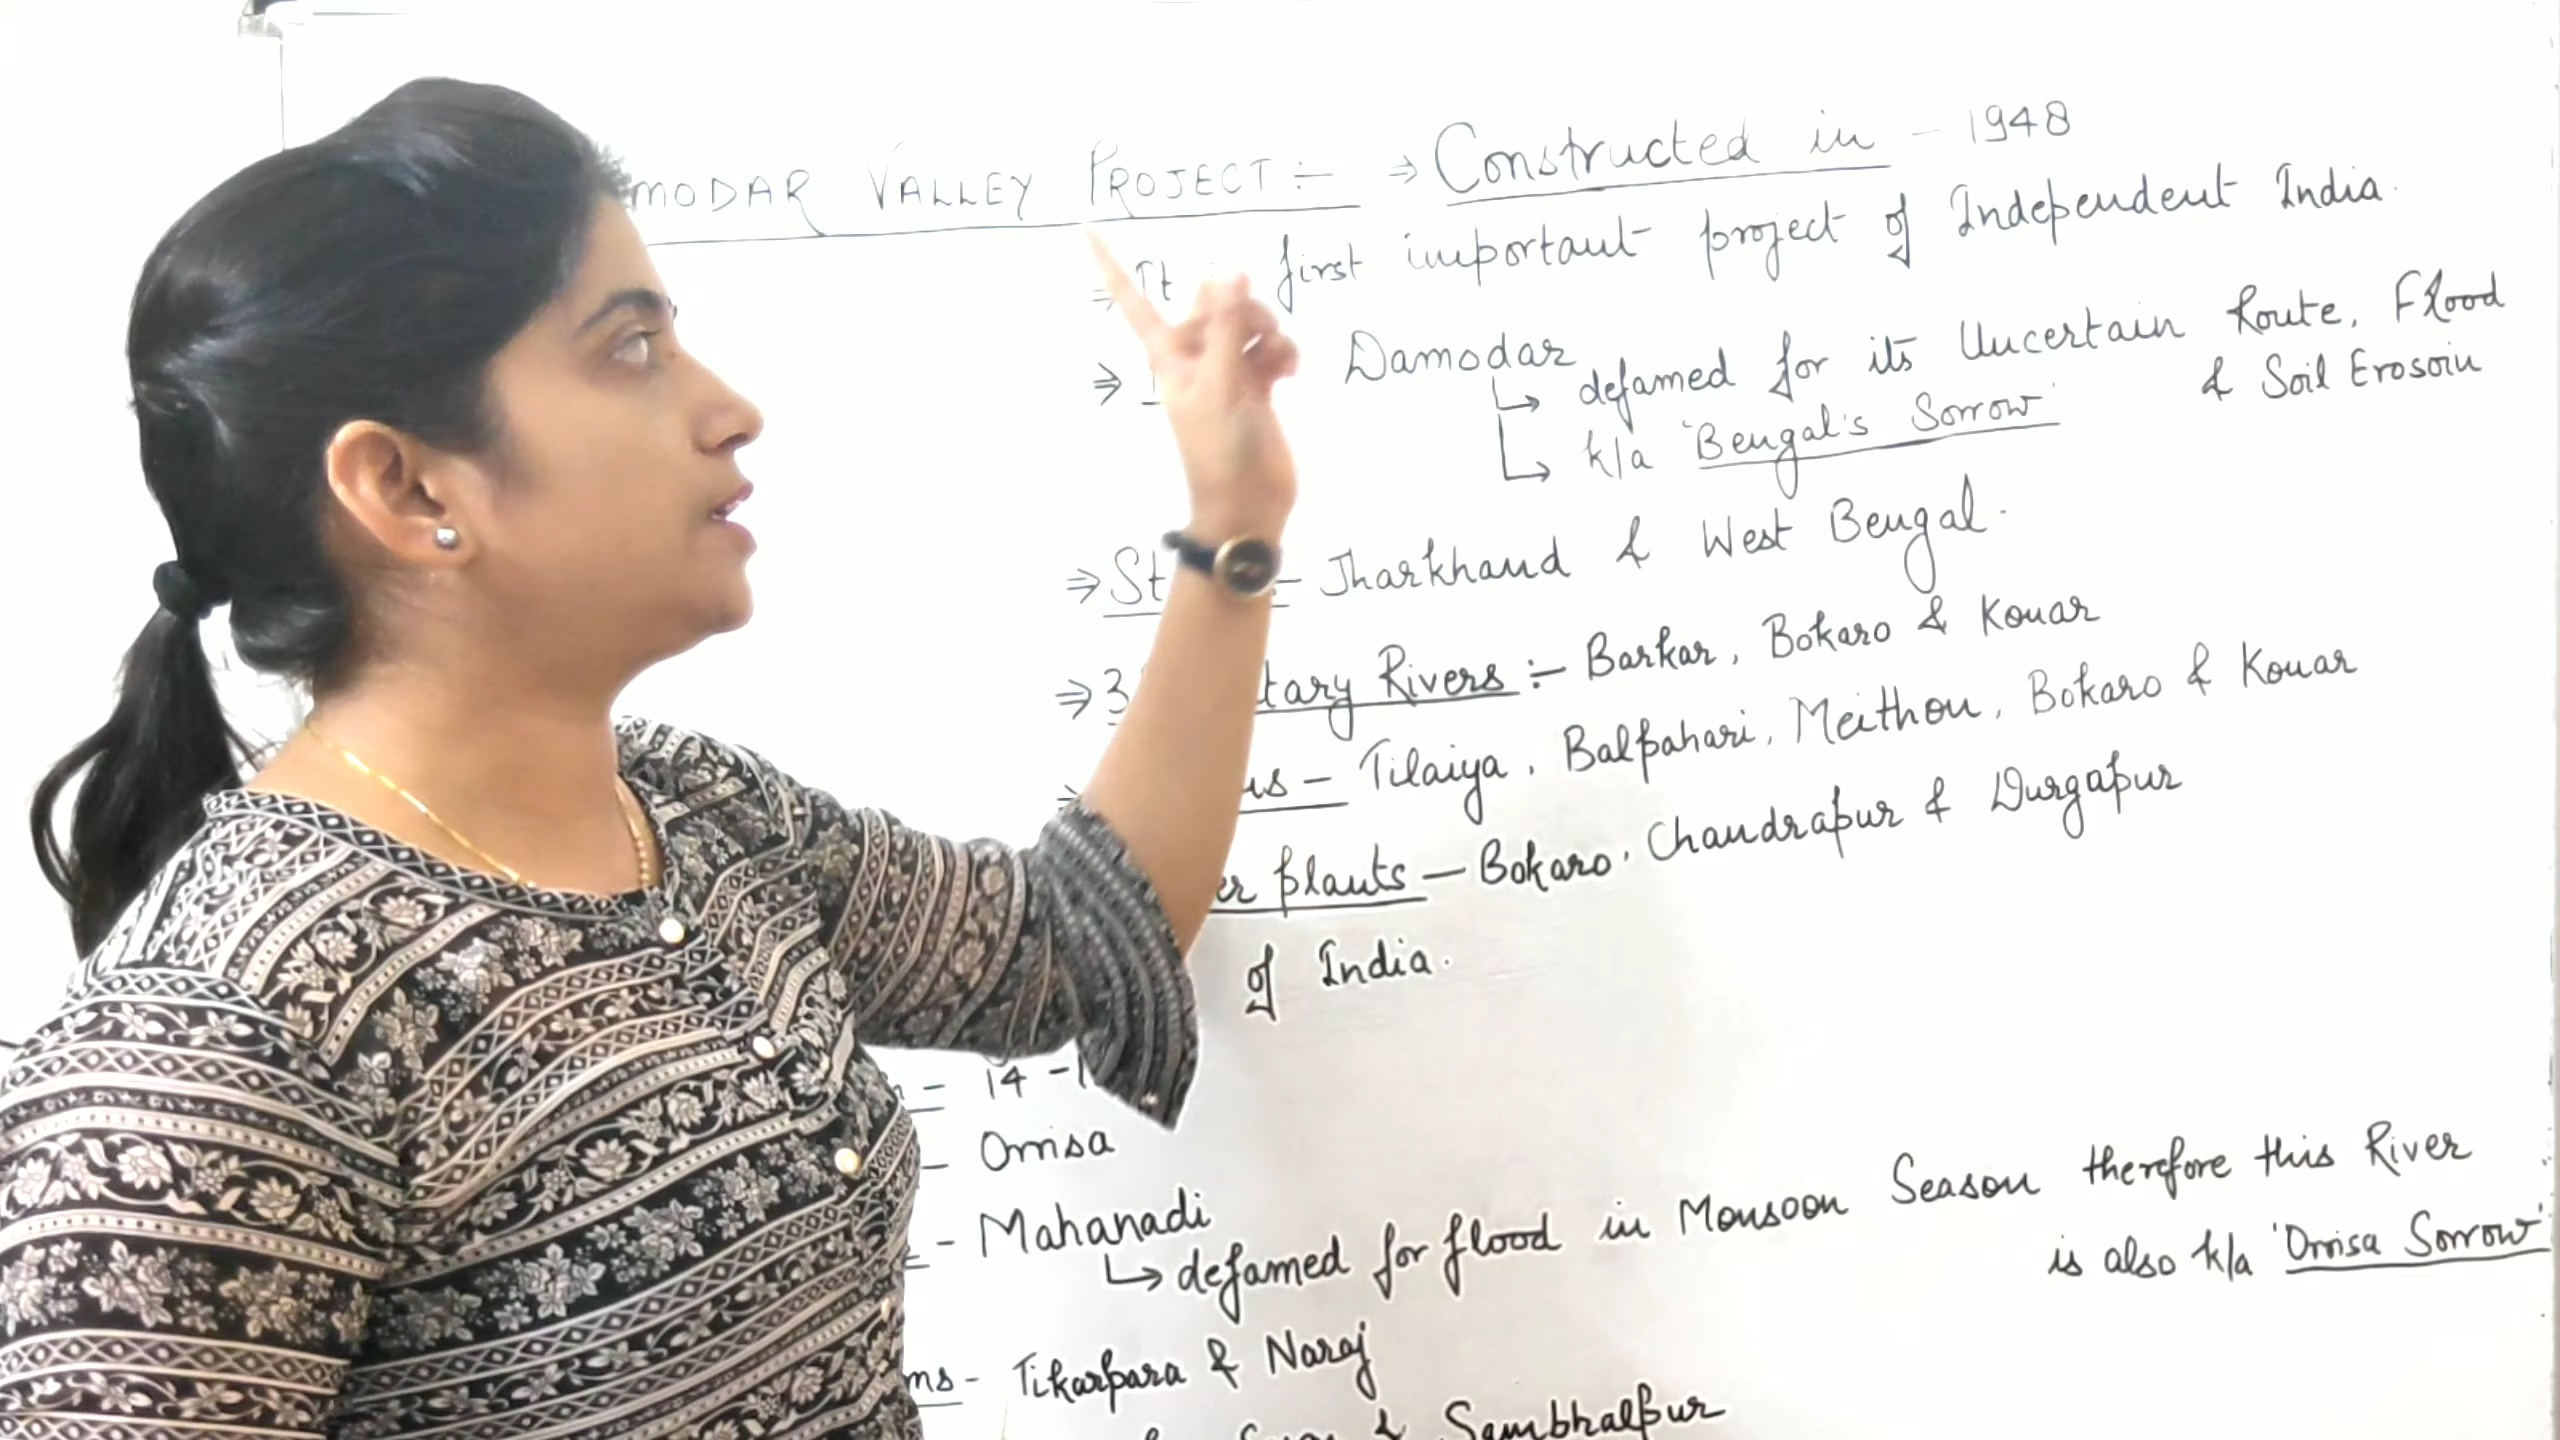 MODAR VALLEY PROJECT :- ⇒ Constructed in - 1948
⇒ It first important project of Independent India.
⇒ Damodar
↳ defamed for its Uncertain Route, Flood
& Soil Erosoin
↳ k/a 'Bengal's Sorrow'
⇒ St - Jharkhand & West Bengal.
⇒ 3 tary Rivers :- Barkar, Bokaro & Konar
- Tilaiya, Balpahari, Meithon, Bokaro & Konar
er plants - Bokaro, Chandrapur & Durgapur
of India.
= 14 -
- Orrisa
- Mahanadi
↳ defamed for flood in Monsoon Season therefore this River
is also k/a 'Orrisa Sorrow'
ms - Tikarpara & Naraj
& Sambhalpur